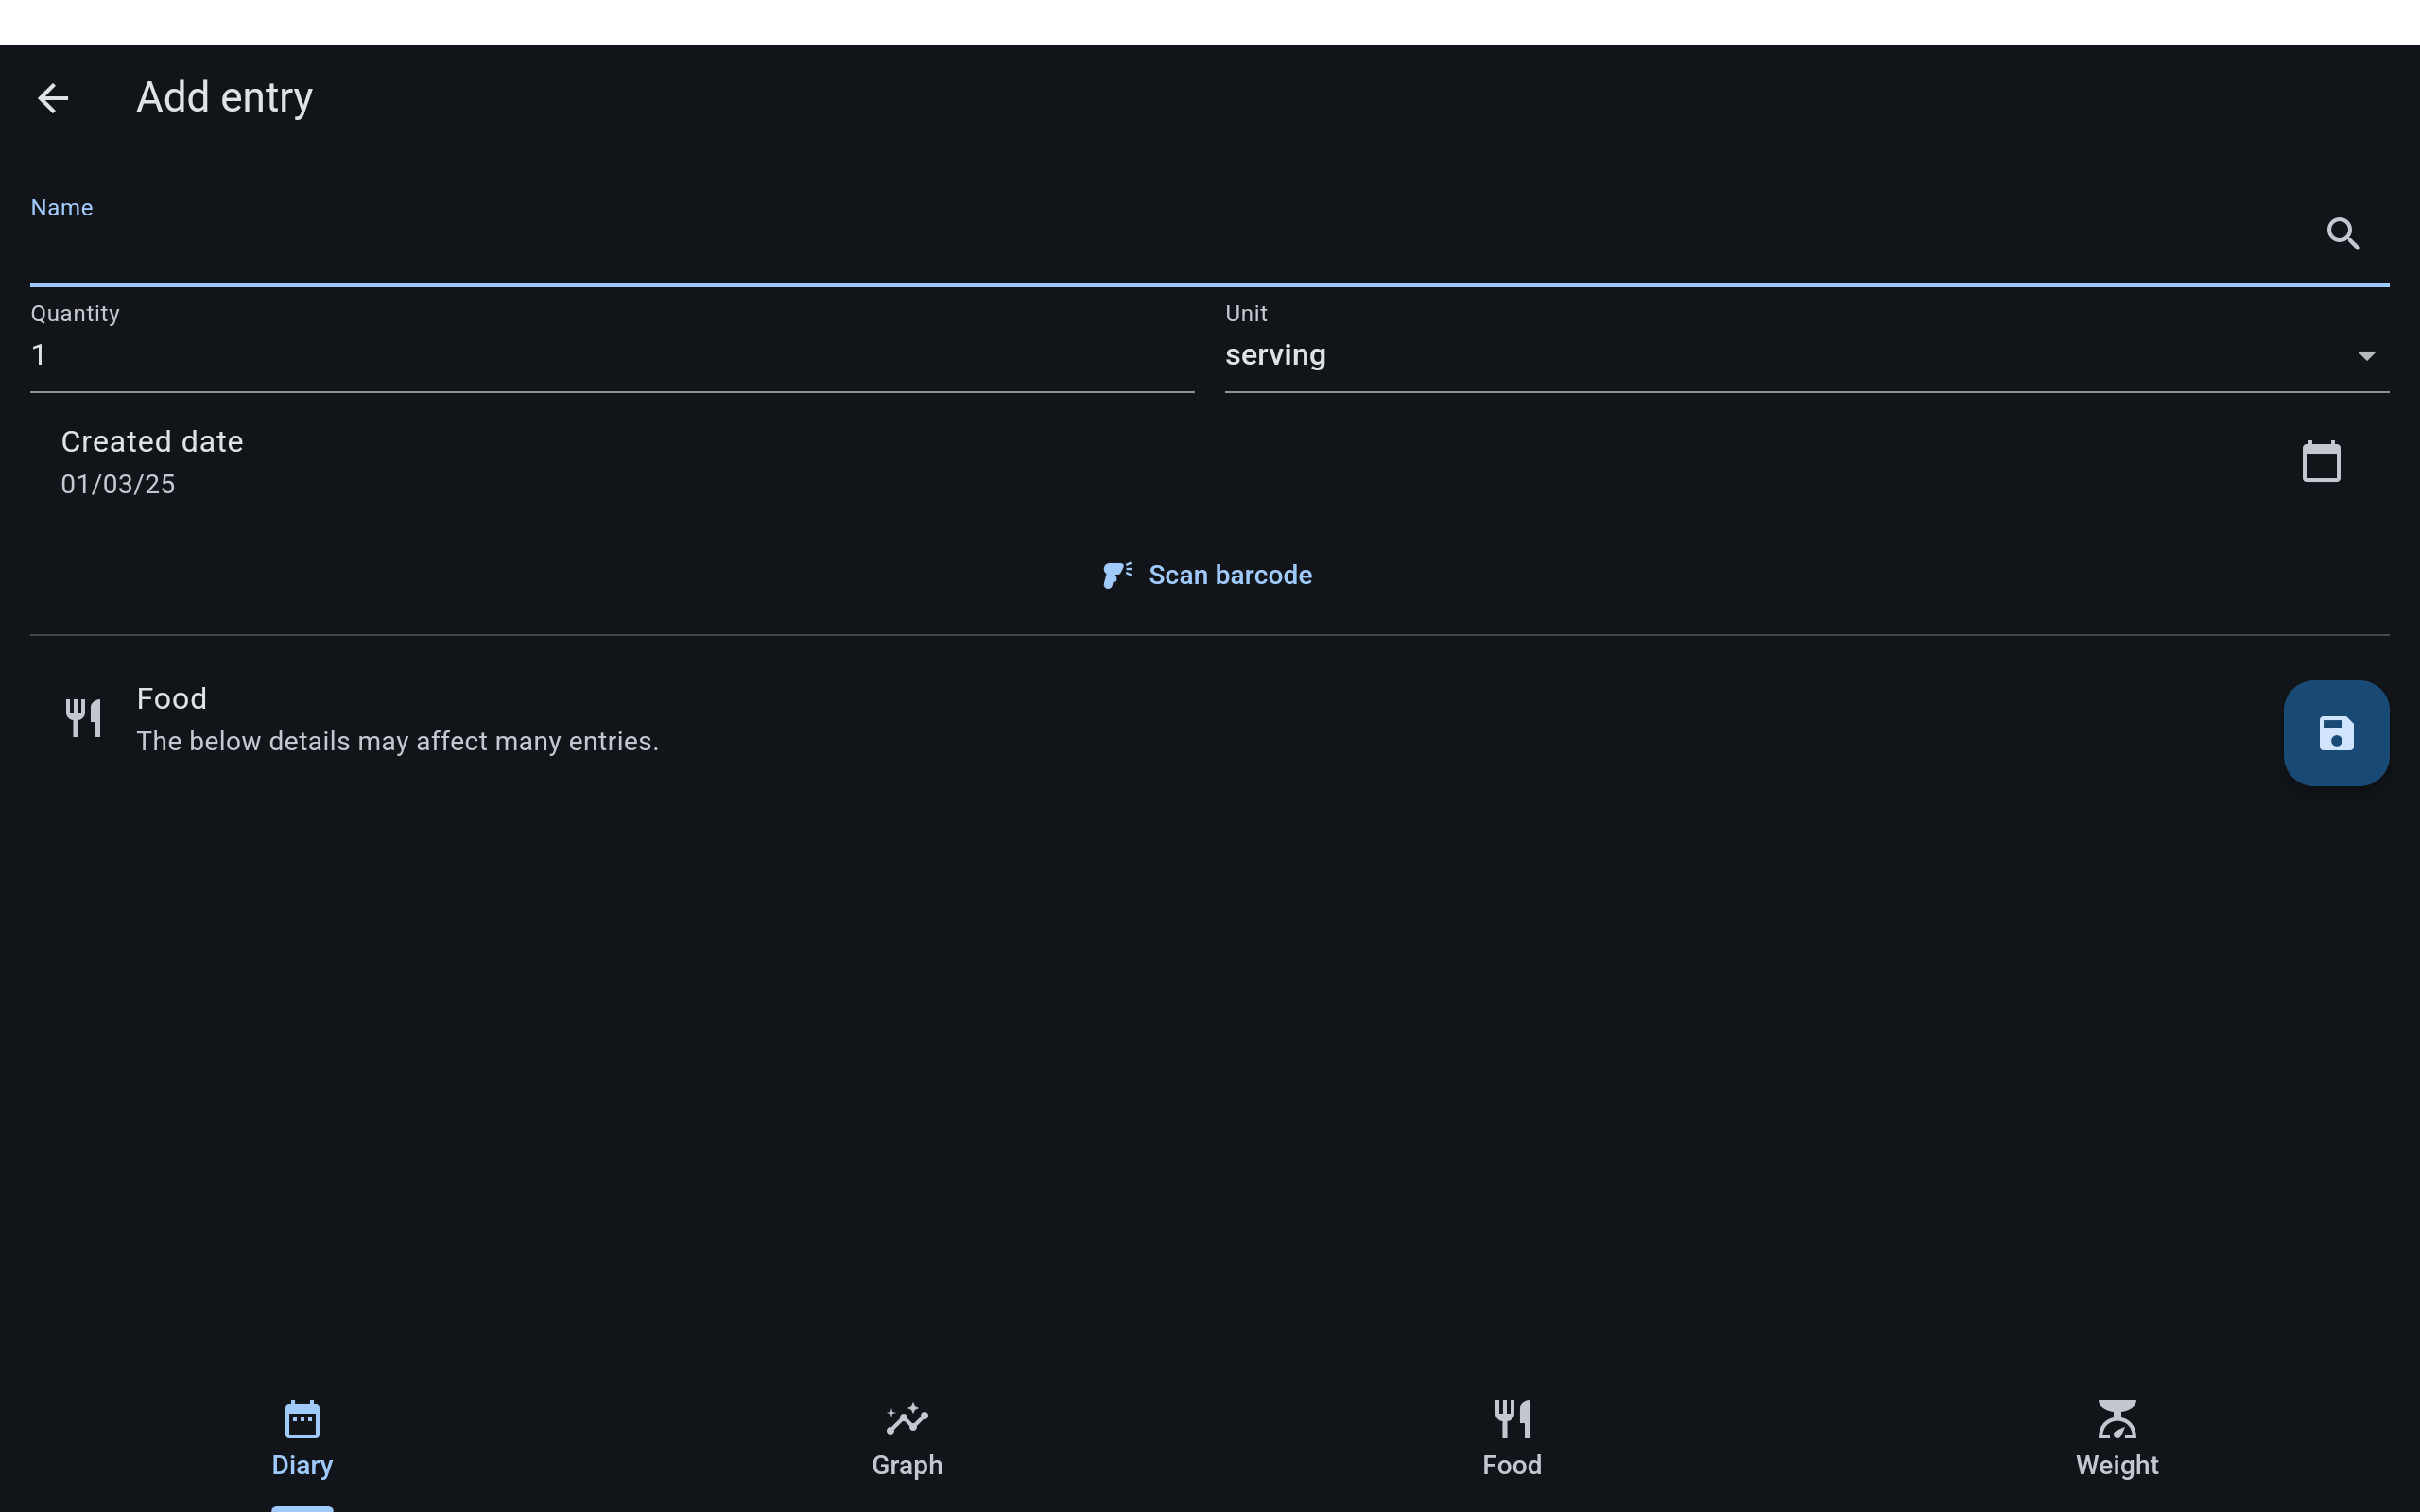 Add entry
Name
Quantity
Unit
1
serving
Created date
01/03/25
Scan barcode
Food
The below details may affect many entries.
Diary
Graph
Food
Weight